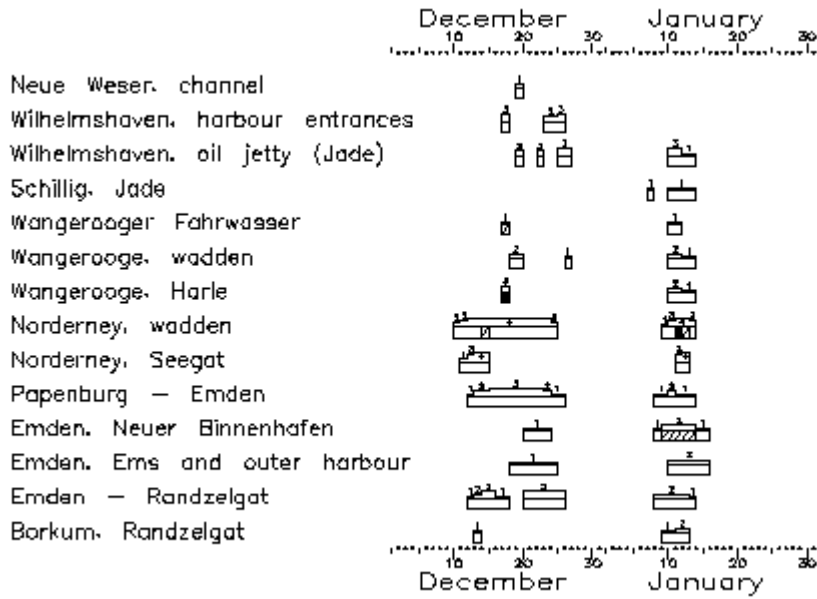 December January
10 20 30 10 20 30
Neue Weser. channel
Wilhelmshaven. harbour entrances
Wilhelmshaven. oil jetty (Jade)
Schillig. Jade
Wangerooger Fahrwasser
Wangerooge. wadden
Wangerooge. Harle
Norderney. wadden
Norderney. Seegat
Papenburg — Emden
Emden. Neuer Binnenhafen
Emden. Ems and outer harbour
Emden — Randzelgat
Borkum. Randzelgat
10 20 30 10 20 30
December January